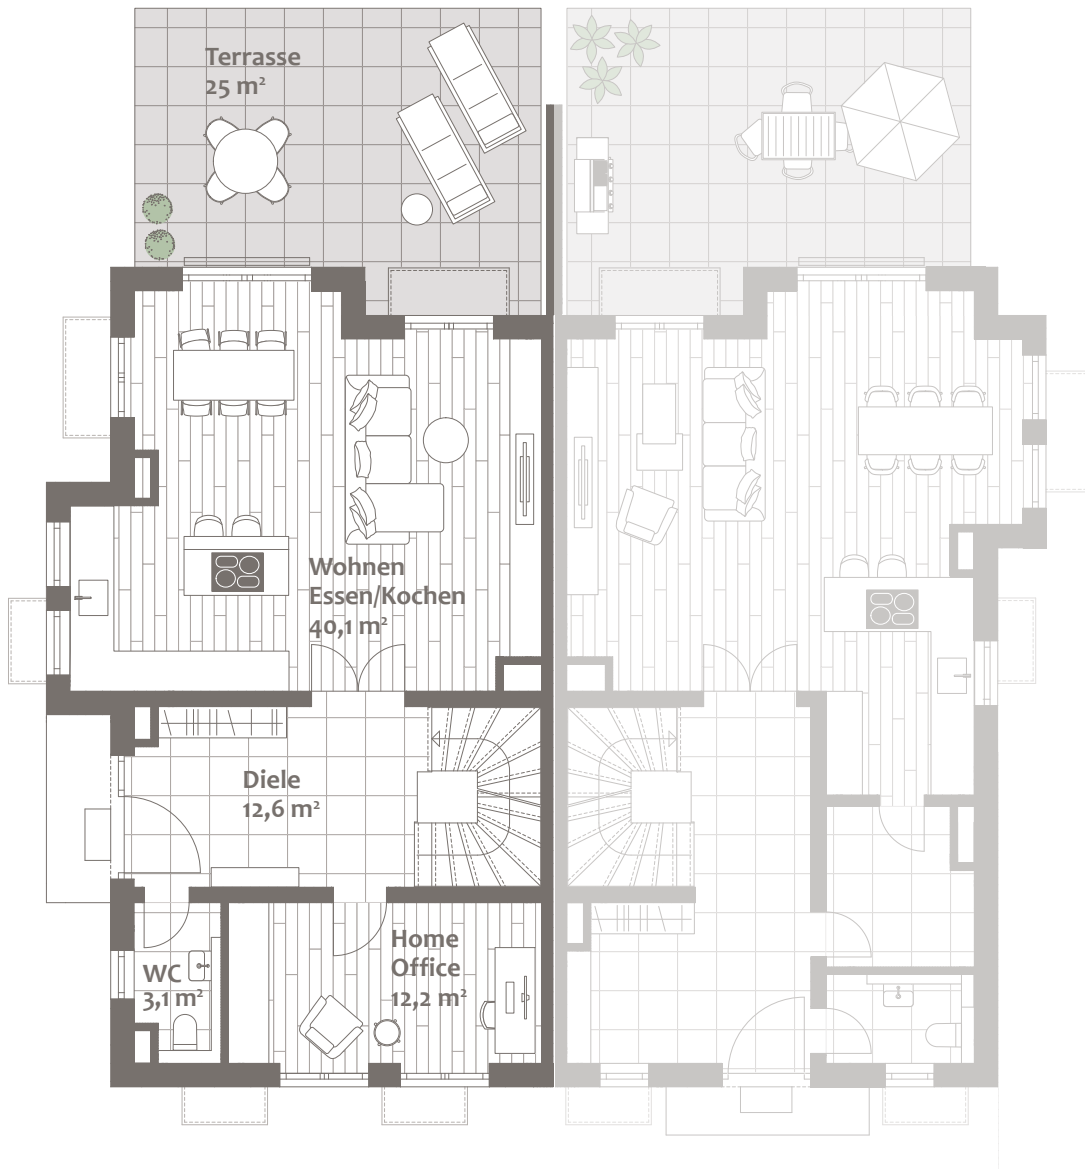 Terrasse
25 m²
Wohnen
Essen/Kochen
40,1 m²
Diele
12,6 m²
WC
3,1 m²
Home
Office
12,2 m²